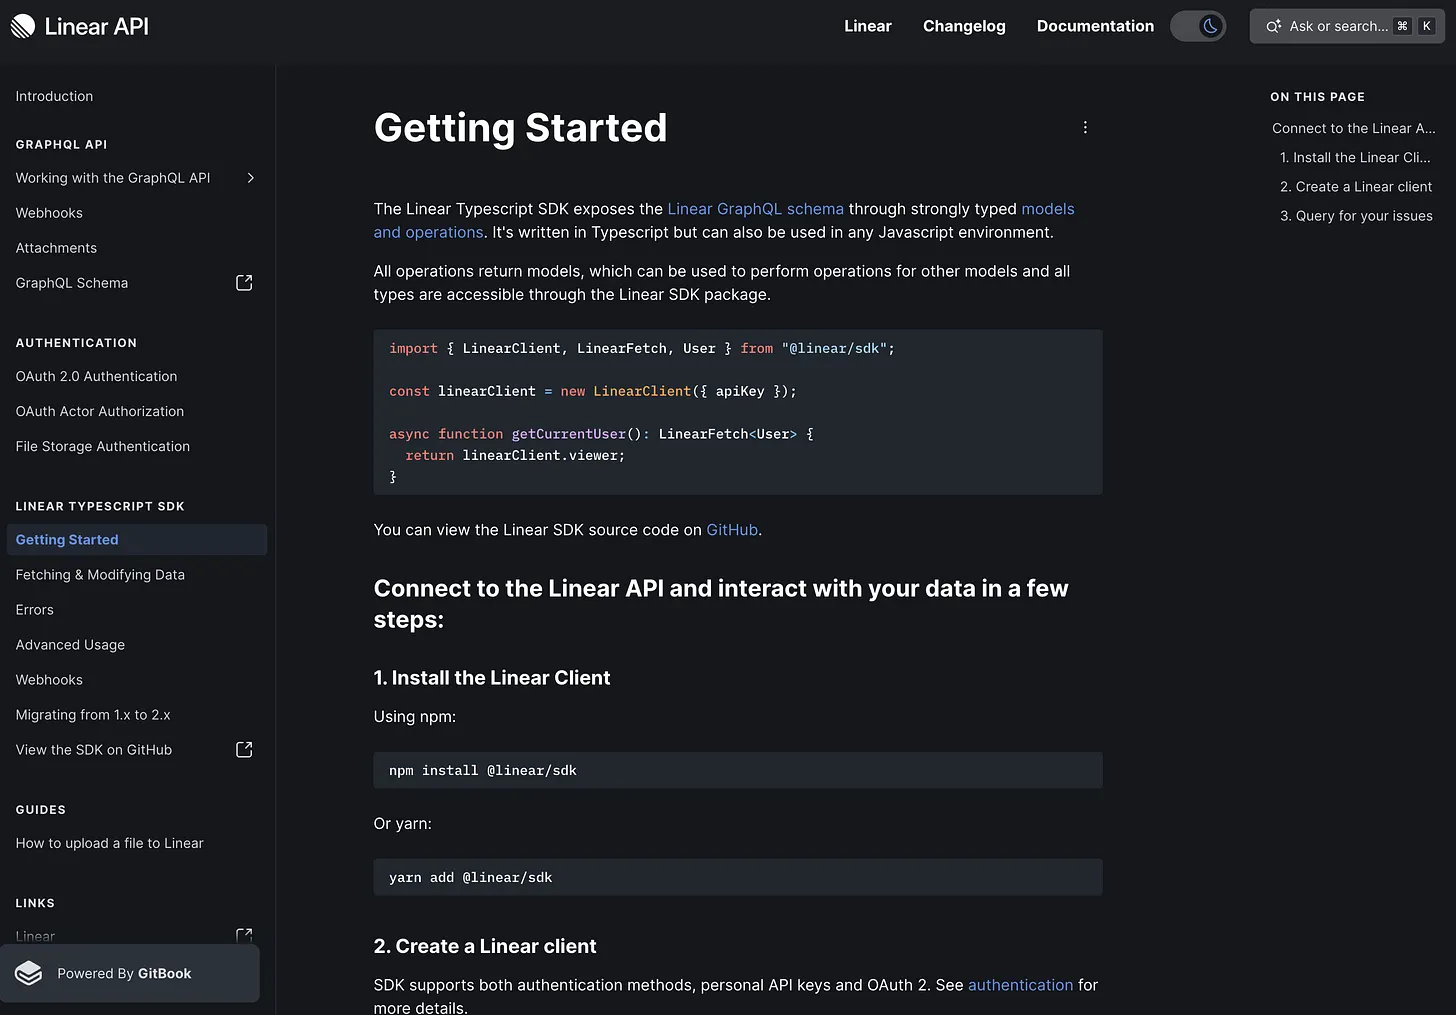 Linear API
Linear
Changelog
Documentation
Ask or search... ⌘ K
Introduction
GRAPHQL API
Working with the GraphQL API
Webhooks
Attachments
GraphQL Schema
AUTHENTICATION
OAuth 2.0 Authentication
OAuth Actor Authorization
File Storage Authentication
LINEAR TYPESCRIPT SDK
Getting Started
Fetching & Modifying Data
Errors
Advanced Usage
Webhooks
Migrating from 1.x to 2.x
View the SDK on GitHub
GUIDES
How to upload a file to Linear
LINKS
Linear
Powered By GitBook
Getting Started
The Linear Typescript SDK exposes the Linear GraphQL schema through strongly typed models
and operations. It's written in Typescript but can also be used in any Javascript environment.
All operations return models, which can be used to perform operations for other models and all
types are accessible through the Linear SDK package.
import { LinearClient, LinearFetch, User } from "@linear/sdk";
const linearClient = new LinearClient({ apiKey });
async function getCurrentUser(): LinearFetch<User> {
  return linearClient.viewer;
}
You can view the Linear SDK source code on GitHub.
Connect to the Linear API and interact with your data in a few
steps:
1. Install the Linear Client
Using npm:
npm install @linear/sdk
Or yarn:
yarn add @linear/sdk
2. Create a Linear client
SDK supports both authentication methods, personal API keys and OAuth 2. See authentication for
more details.
ON THIS PAGE
Connect to the Linear A...
1. Install the Linear Cli...
2. Create a Linear client
3. Query for your issues